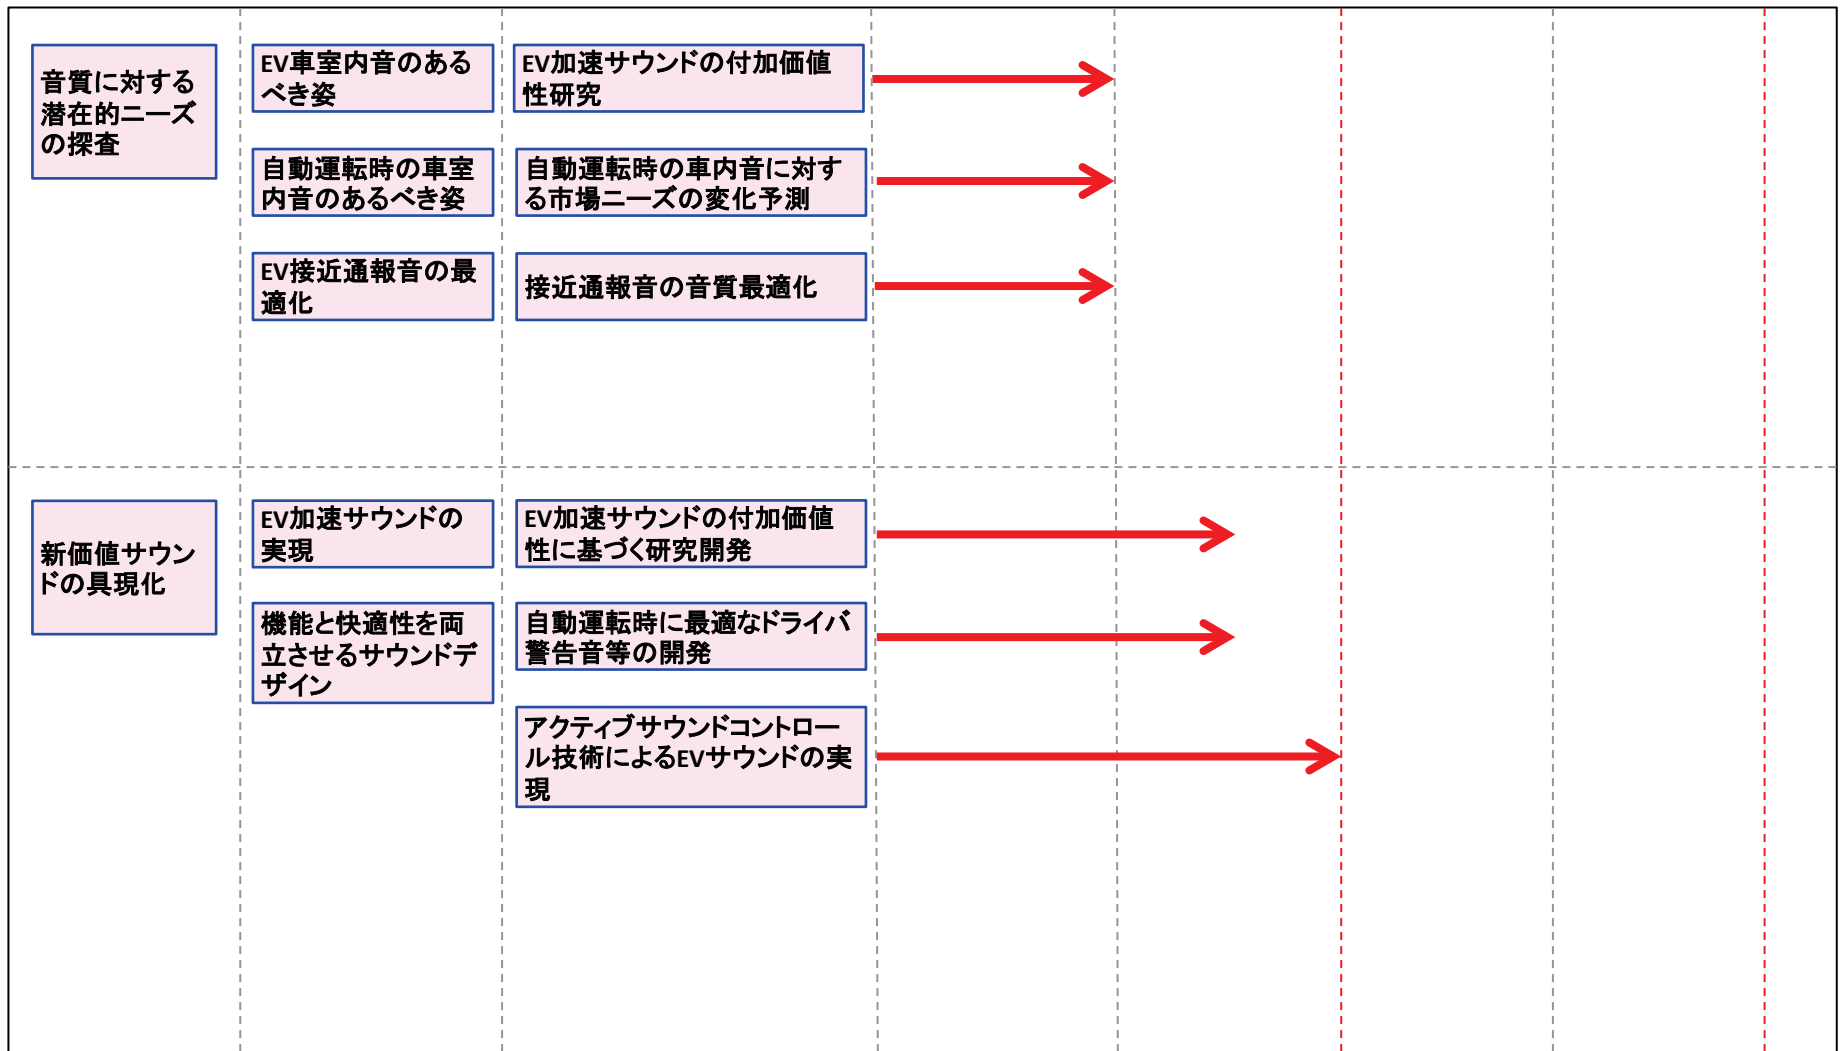 音質に対する
潜在的ニーズ
の探査
EV車室内音のある
べき姿
EV加速サウンドの付加価値
性研究
自動運転時の車室
内音のあるべき姿
自動運転時の車内音に対す
る市場ニーズの変化予測
EV接近通報音の最
適化
接近通報音の音質最適化
新価値サウン
ドの具現化
EV加速サウンドの
実現
EV加速サウンドの付加価値
性に基づく研究開発
機能と快適性を両
立させるサウンドデ
ザイン
自動運転時に最適なドライバ
警告音等の開発
アクティブサウンドコントロー
ル技術によるEVサウンドの実
現